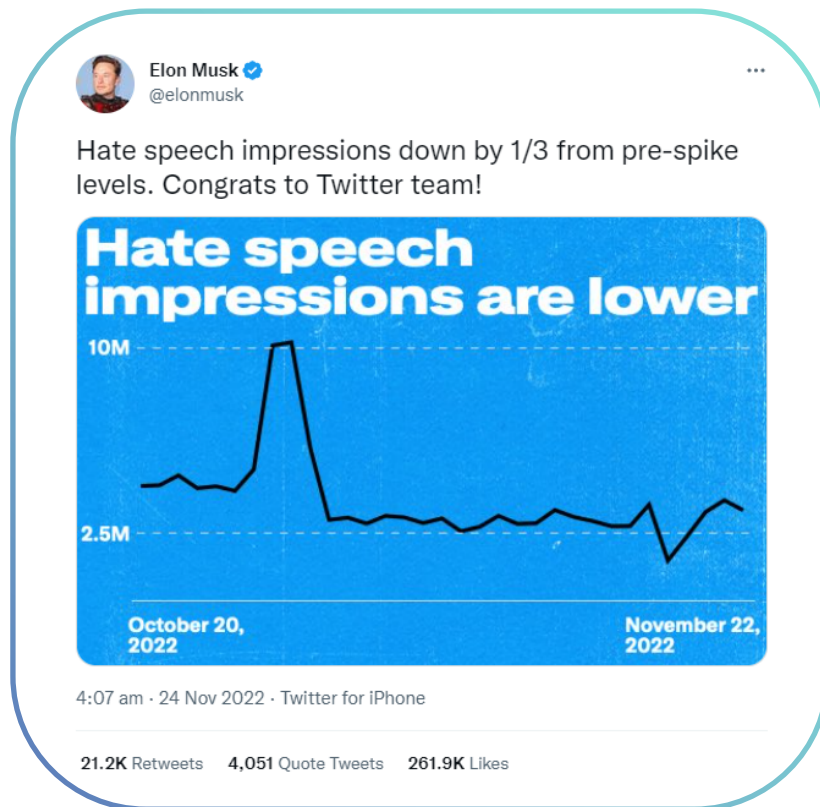 Elon Musk
@elonmusk
Hate speech impressions down by 1/3 from pre-spike
levels. Congrats to Twitter team!
Hate speech
impressions are lower
10M
2.5M
October 20,
2022
November 22,
2022
4:07 am · 24 Nov 2022 · Twitter for iPhone
21.2K Retweets 4,051 Quote Tweets 261.9K Likes